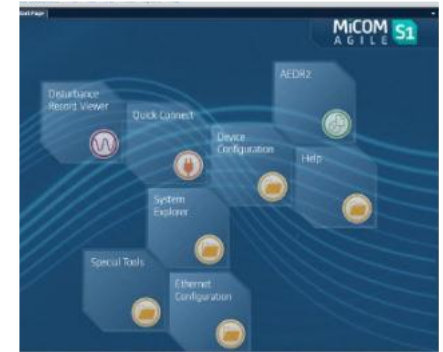 MiCOM S1
AGILE
AEDR2
Disturbance
Record Viewer
Quick Connect
Device
Configuration
Help
System
Explorer
Special Tools
Ethernet
Configuration